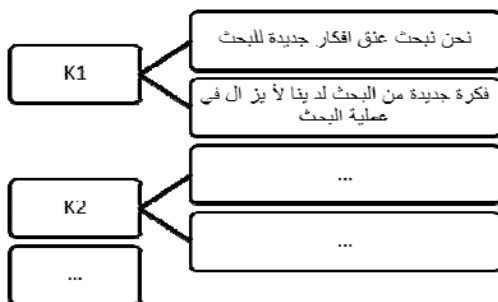 نحن نبحث عنق افكار جديدة للبحث
K1
فكرة جديدة من البحث لد ينا لأ يز ال في
عملية البحث
...
K2
...
...